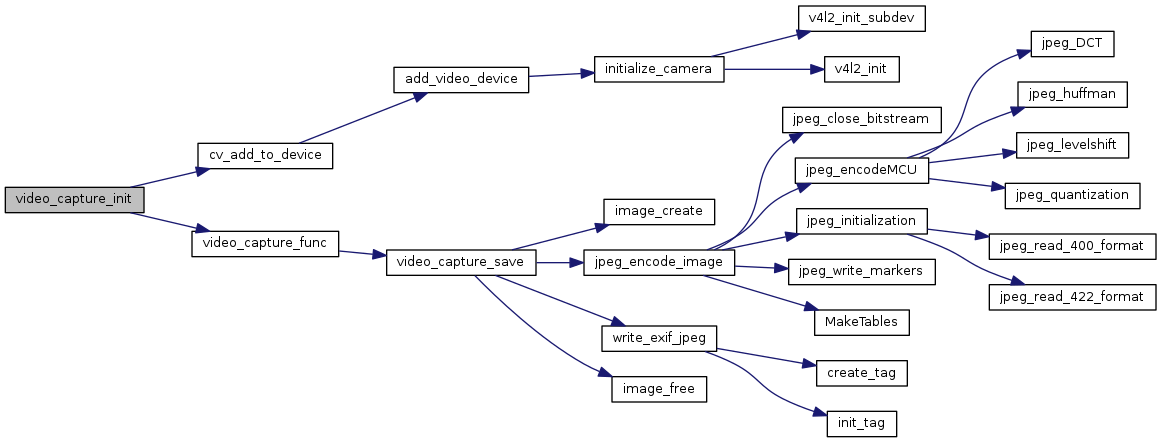 v4l2_init_subdev
jpeg_DCT
initialize_camera
v4l2_init
add_video_device
jpeg_huffman
jpeg_close_bitstream
jpeg_levelshift
cv_add_to_device
jpeg_encodeMCU
jpeg_quantization
video_capture_init
image_create
jpeg_initialization
video_capture_func
jpeg_read_400_format
video_capture_save
jpeg_encode_image
jpeg_write_markers
jpeg_read_422_format
MakeTables
write_exif_jpeg
create_tag
image_free
init_tag